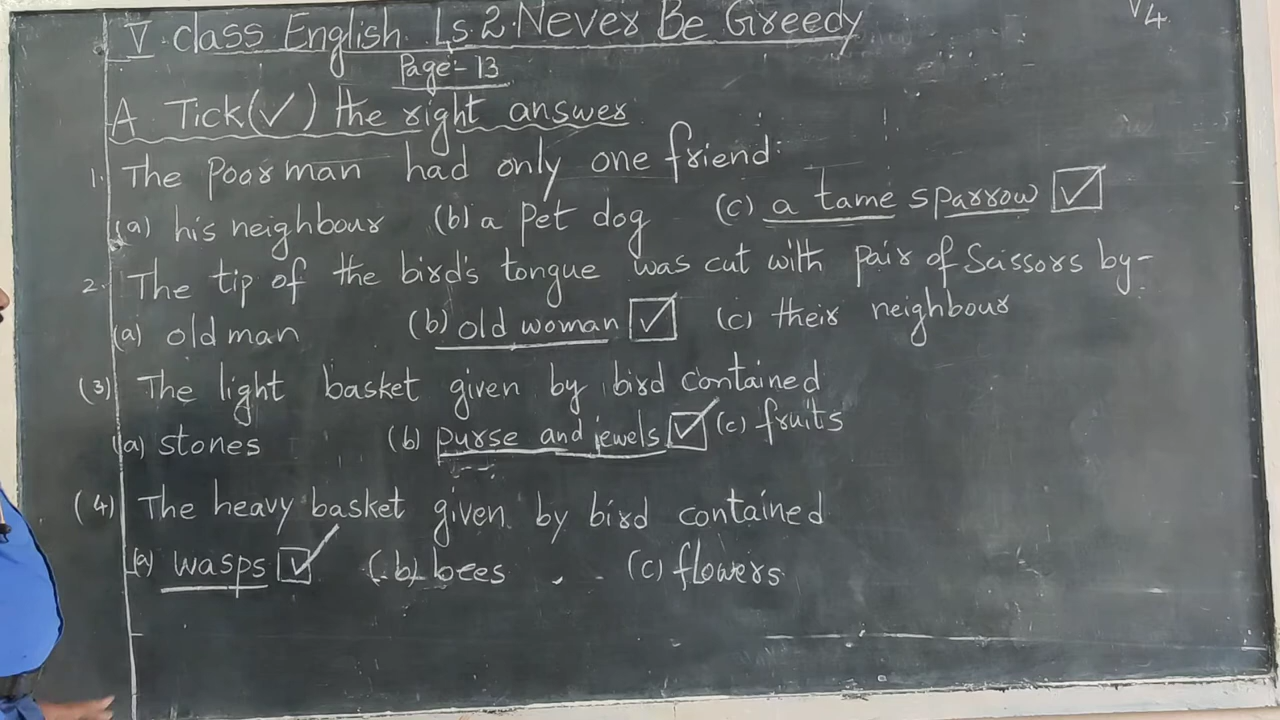 V class English Ls.2. Never Be Greedy
V4
Page:-13
A Tick(✓) the right answer
1. The Poor man had only one friend:
(a) his neighbour (b) a pet dog (c) a tame sparrow ☑
2. The tip of the bird's tongue was cut with pair of Scissors by-
(a) old man (b) old woman ☑ (c) their neighbour
(3) The light basket given by bird contained
(a) stones (b) purse and jewels ☑ (c) fruits
(4) The heavy basket given by bird contained
(a) wasps ☑ (b) bees (c) flowers